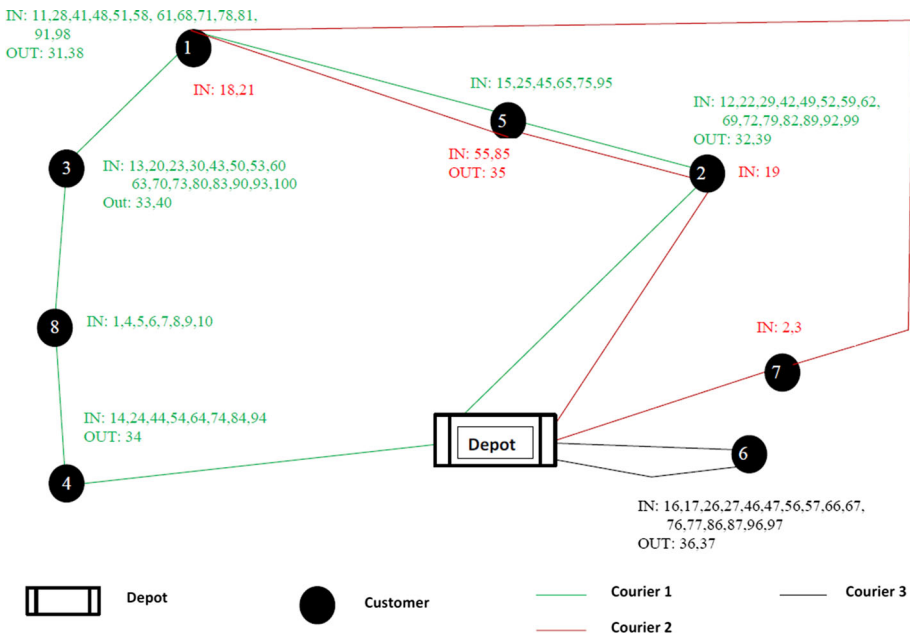 IN: 11,28,41,48,51,58, 61,68,71,78,81,
91,98
OUT: 31,38
1
IN: 18,21
IN: 15,25,45,65,75,95
5
IN: 55,85
OUT: 35
IN: 12,22,29,42,49,52,59,62,
69,72,79,82,89,92,99
OUT: 32,39
2
IN: 19
3
IN: 13,20,23,30,43,50,53,60
63,70,73,80,83,90,93,100
Out: 33,40
8
IN: 1,4,5,6,7,8,9,10
IN: 2,3
7
IN: 14,24,44,54,64,74,84,94
OUT: 34
4
Depot
6
IN: 16,17,26,27,46,47,56,57,66,67,
76,77,86,87,96,97
OUT: 36,37
Depot
Customer
Courier 1
Courier 3
Courier 2